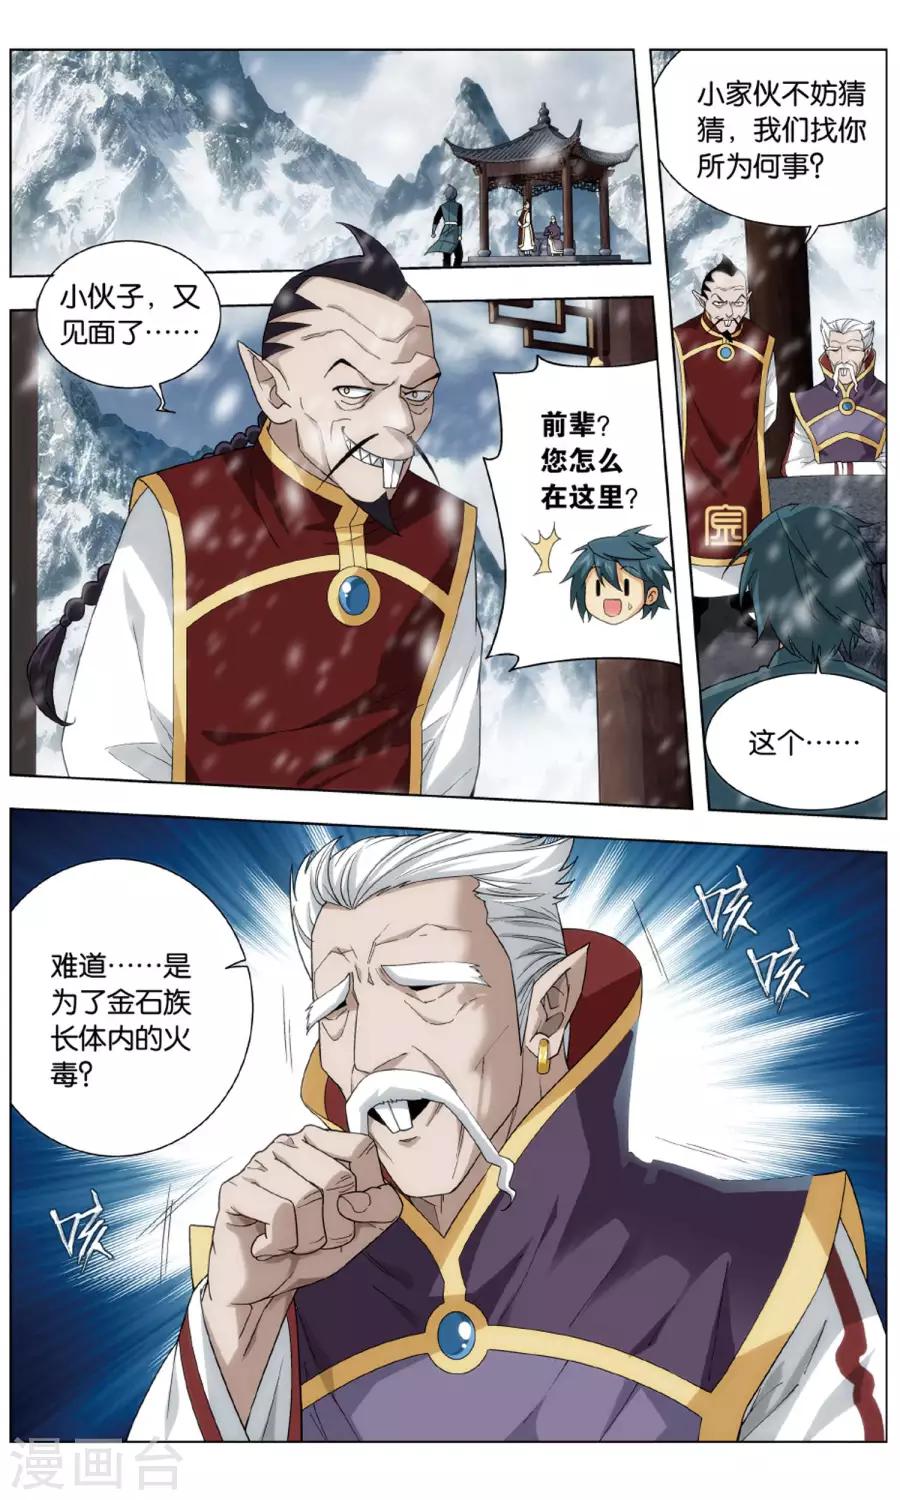 小伙子，又
见面了……
前辈？
您怎么
在这里？
小家伙不妨猜
猜，我们找你
所为何事？
宗
这个……
难道……是
为了金石族
长体内的火
毒？
咳
咳
咳
漫画台